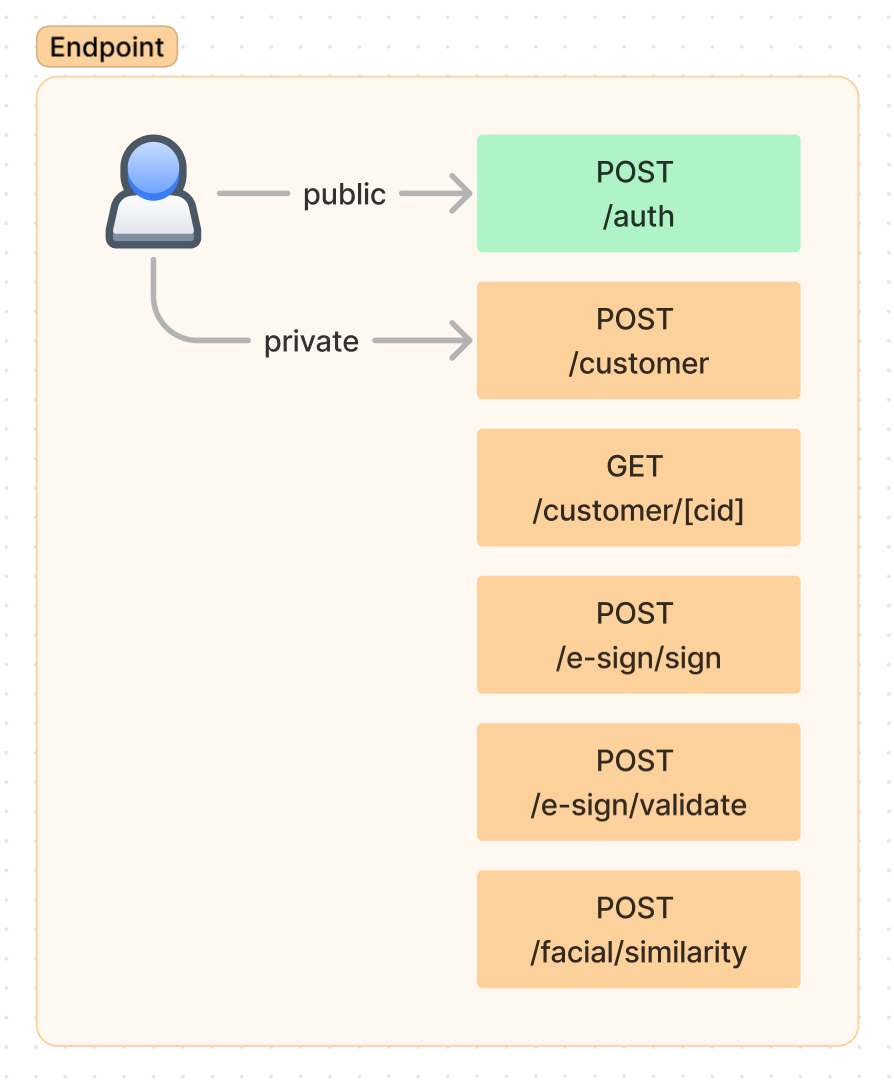 Endpoint
public
POST
/auth
private
POST
/customer
GET
/customer/[cid]
POST
/e-sign/sign
POST
/e-sign/validate
POST
/facial/similarity